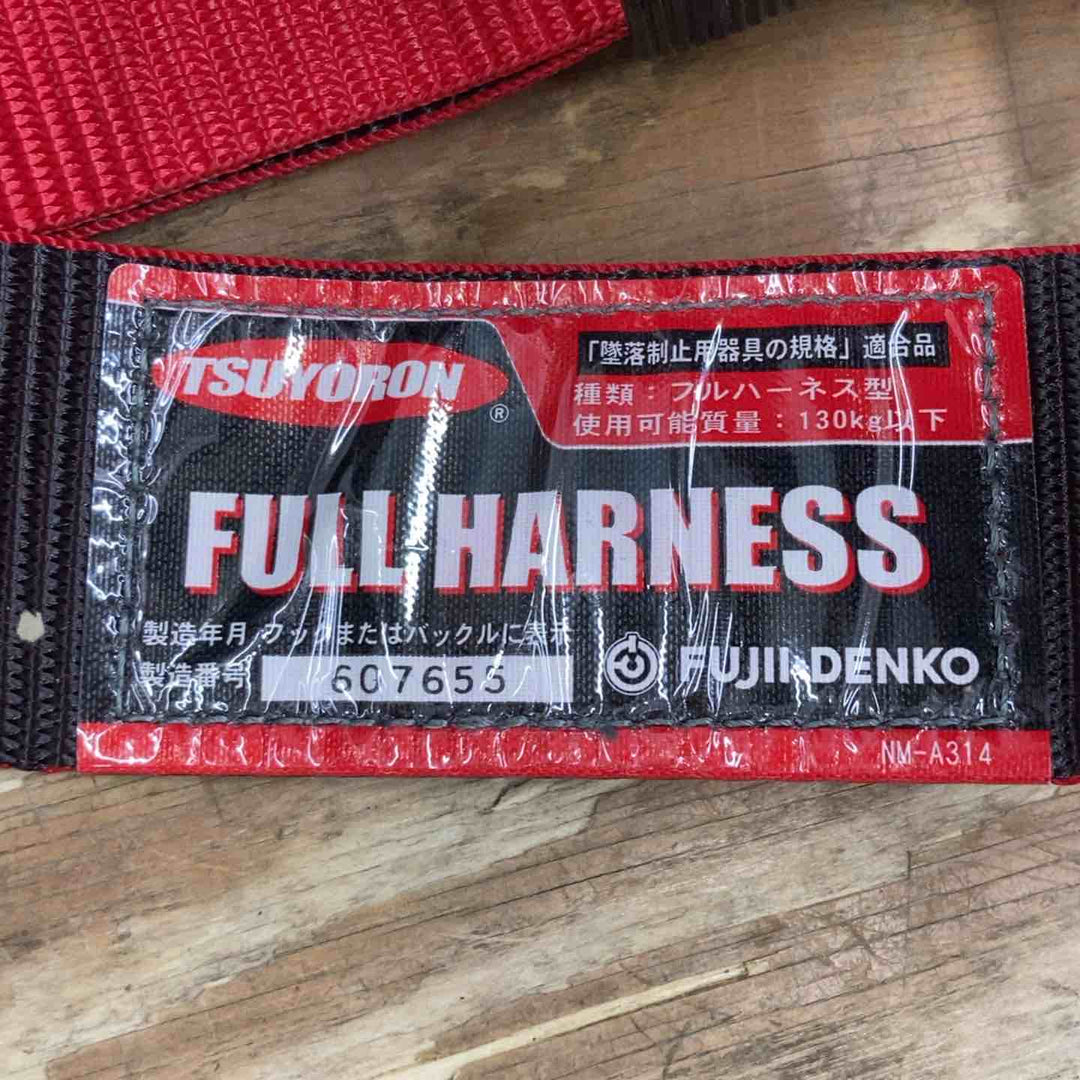 TSUYORON®
「墜落制止用器具の規格」適合品
種類：フルハーネス型
使用可能質量：130kg以下
FULL HARNESS
製造年月 フックまたはバックルに表示
製造番号 607655
FUJII DENKO
NM-A314